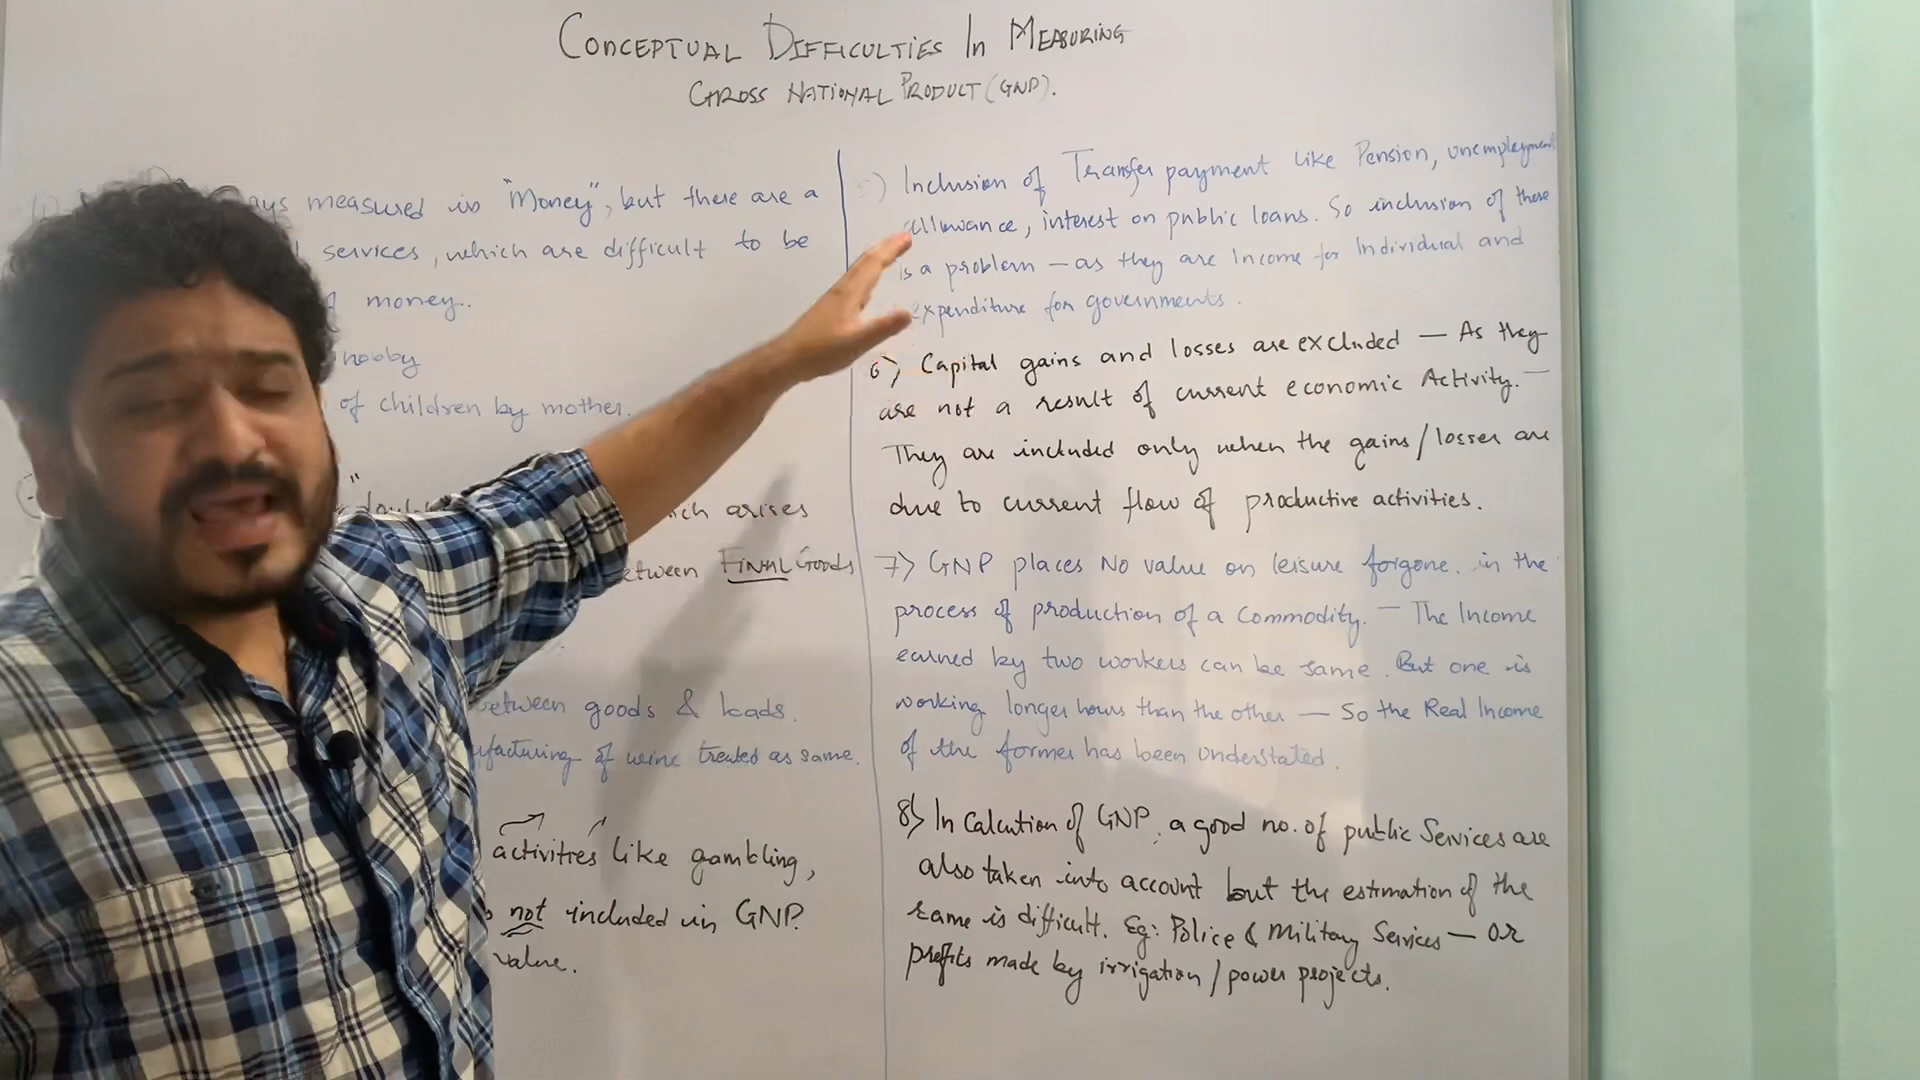 CONCEPTUAL DIFFICULTIES IN MEASURING
GROSS NATIONAL PRODUCT (GNP).
measured in "Money", but there are a
services, which are difficult to be
money.
hobby
of children by mother.
which arises
between FINAL Goods
between goods & bads.
of wine treated as same.
activities like gambling,
not included in GNP.
value.
5) Inclusion of Transfer payment like Pension, unemployment
allowance, interest on public loans. So inclusion of these
is a problem — as they are Income for Individual and
expenditure for governments.
6) Capital gains and losses are excluded — As they
are not a result of current economic Activity. —
They are included only when the gains/losses are
due to current flow of productive activities.
7) GNP places No value on leisure forgone. in the
process of production of a commodity. — The Income
earned by two workers can be same. But one is
working longer hours than the other — So the Real Income
of the former has been understated.
8) In Calcution of GNP, a good no. of public Services are
also taken into account but the estimation of the
same is difficult. Eg: Police & Military Services — or
profits made by irrigation / power projects.